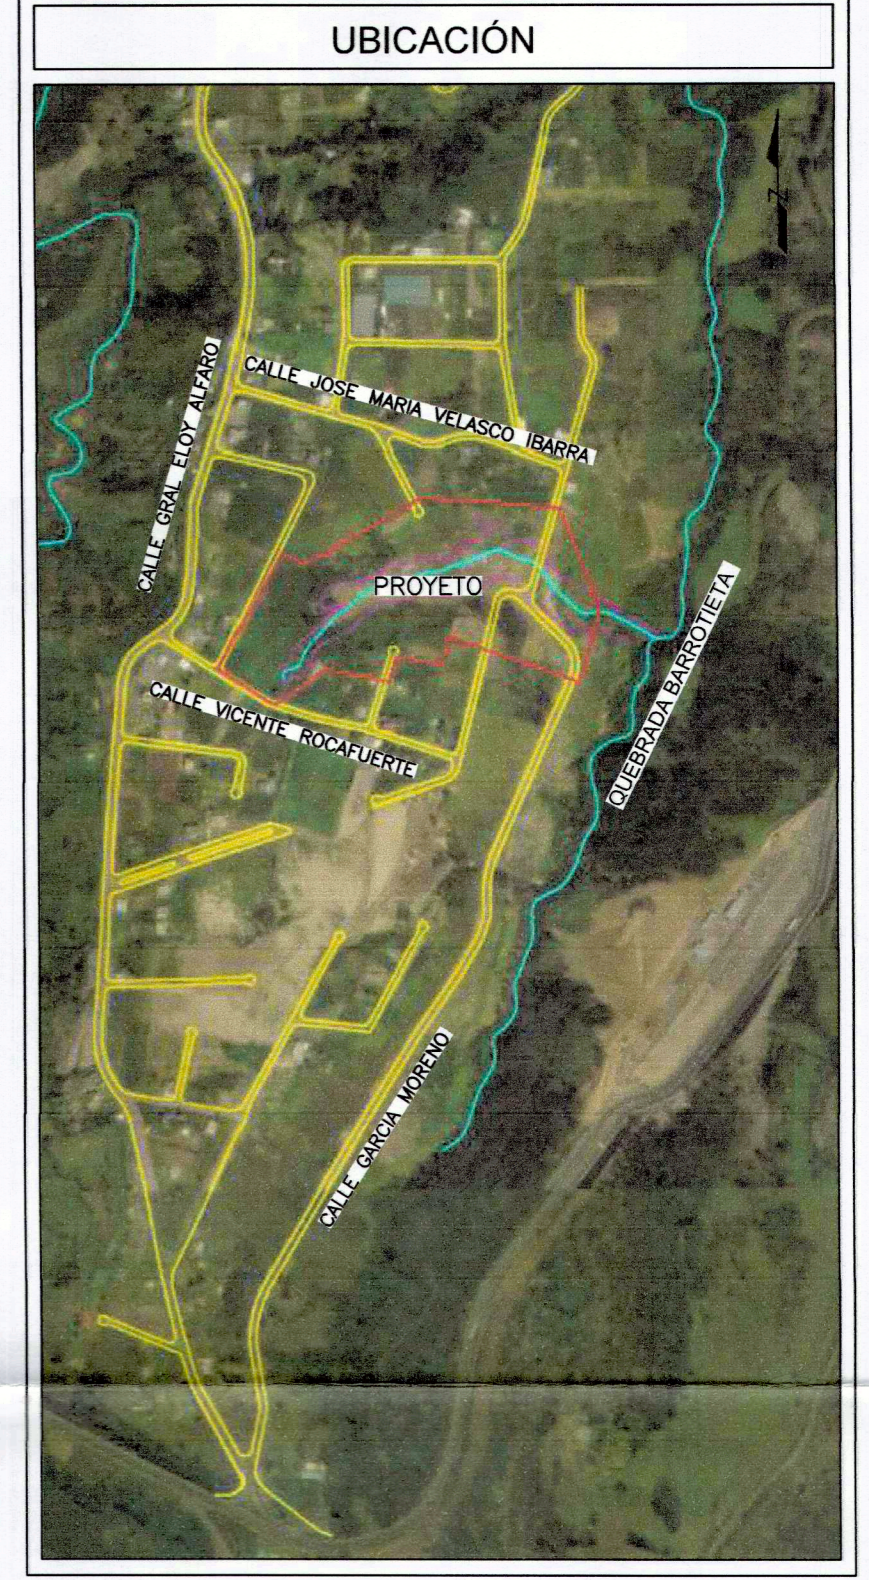 UBICACIÓN
N
CALLE GRAL ELOY ALFARO
CALLE JOSE MARIA VELASCO IBARRA
PROYETO
CALLE VICENTE ROCAFUERTE
QUEBRADA BARROTIETA
CALLE GARCIA MORENO